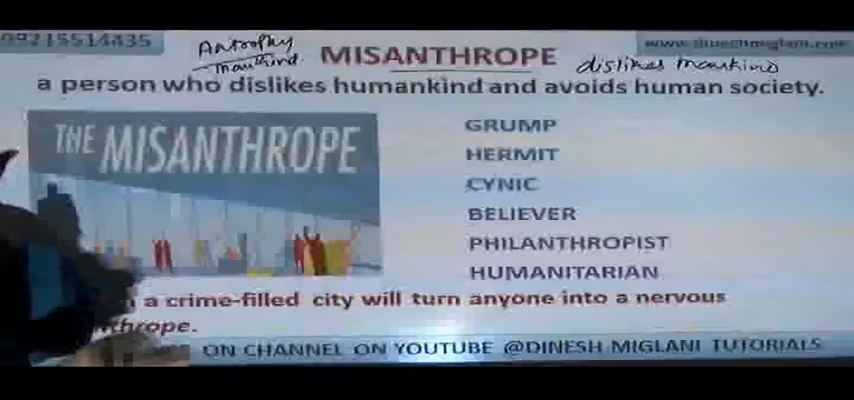 09215514435
Antrophy
mankind
MISANTHROPE
www.dineshmiglani.com
dislikes mankind
a person who dislikes humankind and avoids human society.
THE MISANTHROPE
GRUMP
HERMIT
CYNIC
BELIEVER
PHILANTHROPIST
HUMANITARIAN
a crime-filled city will turn anyone into a nervous
thrope.
ON CHANNEL ON YOUTUBE @DINESH MIGLANI TUTORIALS